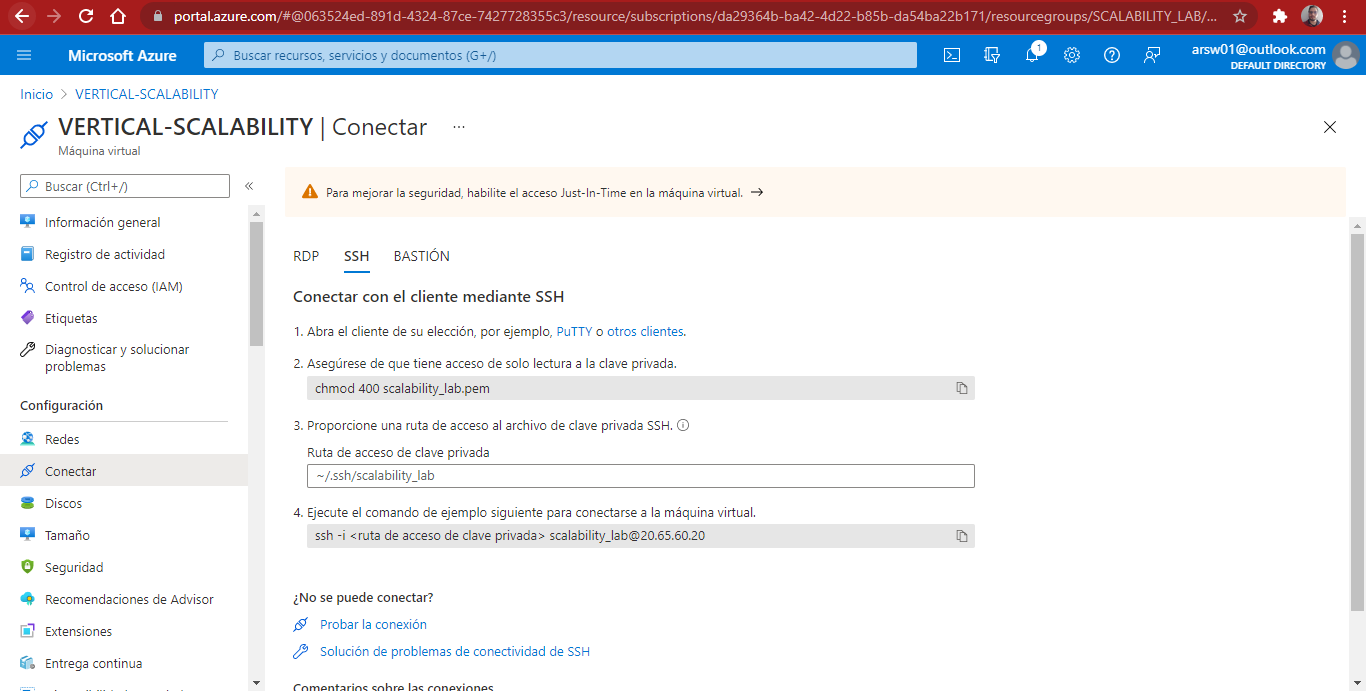 portal.azure.com/#@063524ed-891d-4324-87ce-7427728355c3/resource/subscriptions/da29364b-ba42-4d22-b85b-da54ba22b171/resourcegroups/SCALABILITY_LAB/...
Microsoft Azure
Buscar recursos, servicios y documentos (G+/)
1
arsw01@outlook.com
DEFAULT DIRECTORY
Inicio > VERTICAL-SCALABILITY
VERTICAL-SCALABILITY | Conectar ...
Máquina virtual
Buscar (Ctrl+/)
«
Información general
Registro de actividad
Control de acceso (IAM)
Etiquetas
Diagnosticar y solucionar
problemas
Configuración
Redes
Conectar
Discos
Tamaño
Seguridad
Recomendaciones de Advisor
Extensiones
Entrega continua
Para mejorar la seguridad, habilite el acceso Just-In-Time en la máquina virtual. →
RDP SSH BASTIÓN
Conectar con el cliente mediante SSH
1. Abra el cliente de su elección, por ejemplo, PuTTY o otros clientes.
2. Asegúrese de que tiene acceso de solo lectura a la clave privada.
chmod 400 scalability_lab.pem
3. Proporcione una ruta de acceso al archivo de clave privada SSH.
Ruta de acceso de clave privada
~/.ssh/scalability_lab
4. Ejecute el comando de ejemplo siguiente para conectarse a la máquina virtual.
ssh -i <ruta de acceso de clave privada> scalability_lab@20.65.60.20
¿No se puede conectar?
Probar la conexión
Solución de problemas de conectividad de SSH
Comentarios sobre las conexiones